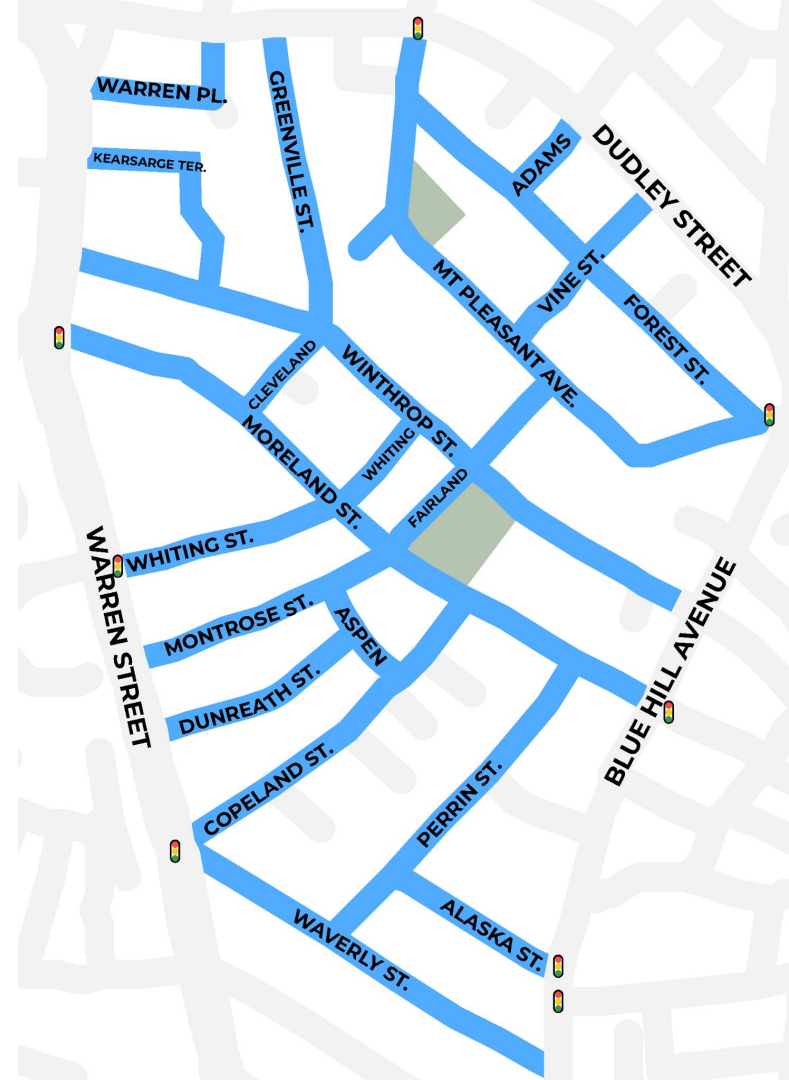 WARREN PL.
GREENVILLE ST.
KEARSARGE TER.
ADAMS
DUDLEY STREET
VINE ST.
MT PLEASANT AVE.
FOREST ST.
CLEVELAND
WINTHROP ST.
MORELAND ST.
WHITING
FAIRLAND
WHITING ST.
WARREN STREET
MONTROSE ST.
ASPEN
DUNREATH ST.
BLUE HILL AVENUE
COPELAND ST.
PERRIN ST.
ALASKA ST.
WAVERLY ST.